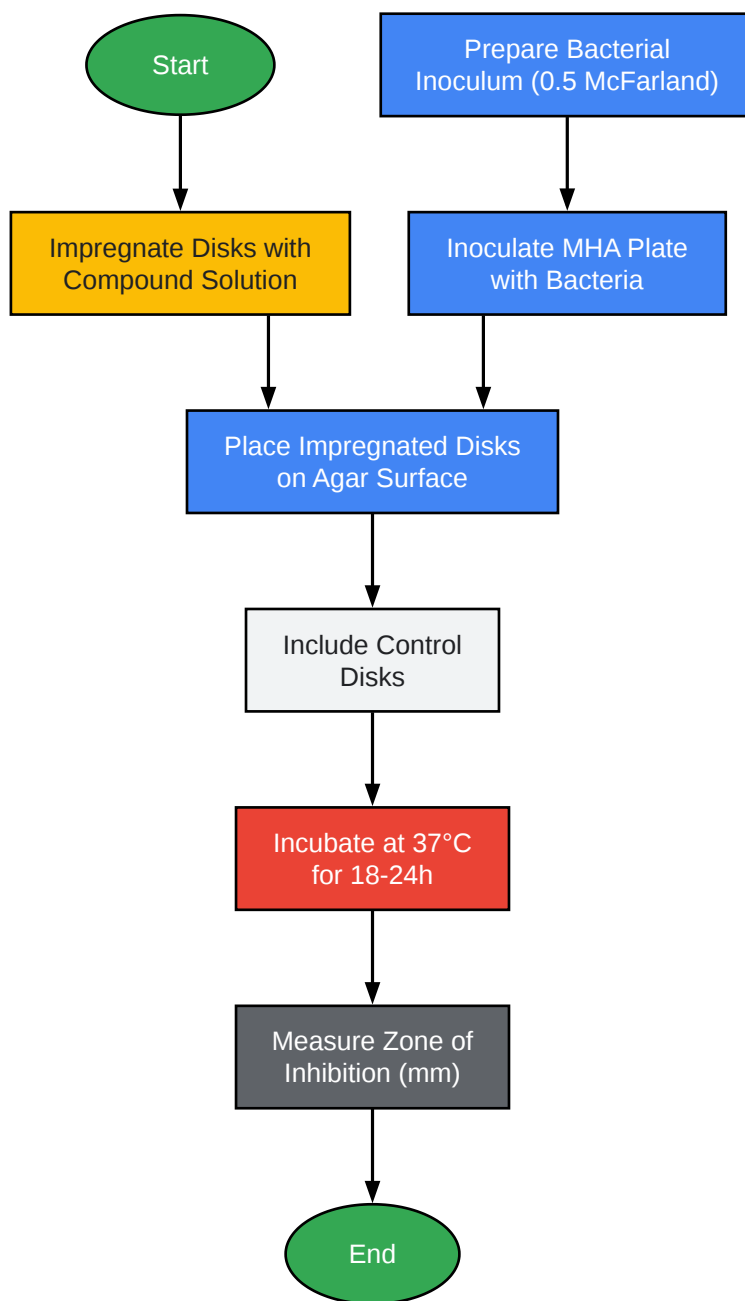 Start
Prepare Bacterial
Inoculum (0.5 McFarland)
Impregnate Disks with
Compound Solution
Inoculate MHA Plate
with Bacteria
Place Impregnated Disks
on Agar Surface
Include Control
Disks
Incubate at 37°C
for 18-24h
Measure Zone of
Inhibition (mm)
End